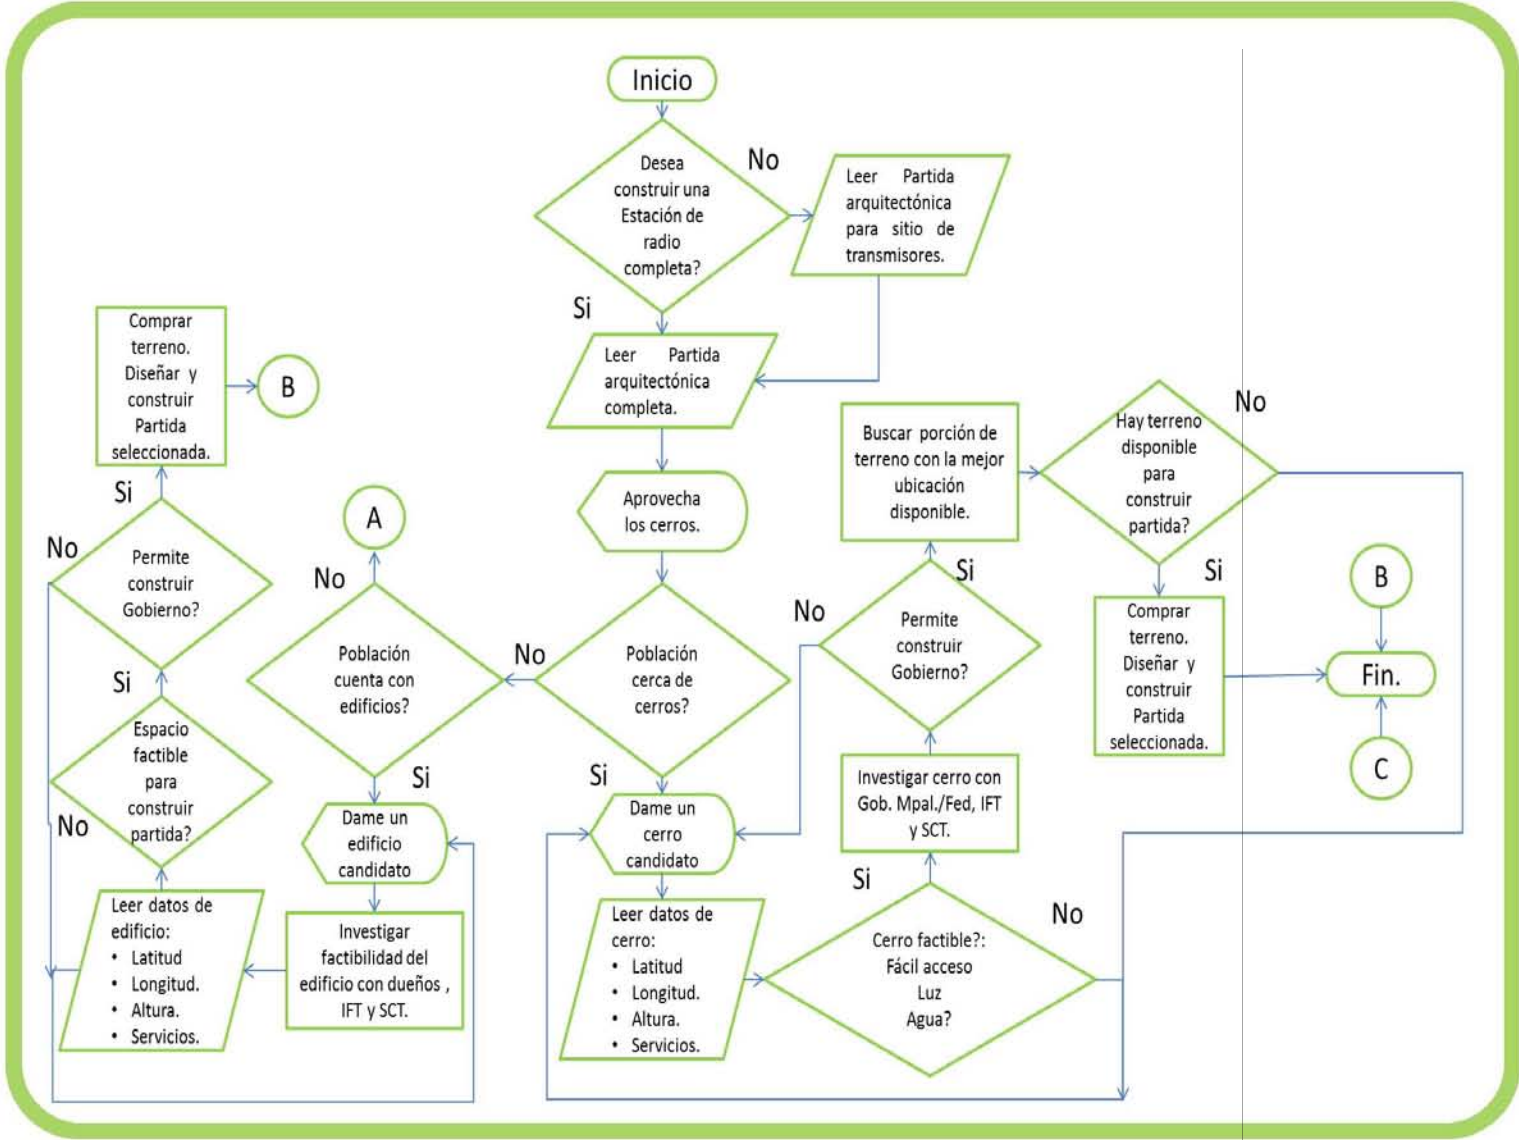 Inicio
Desea
construir una
Estación de
radio
completa?
No
Leer Partida
arquitectónica
para sitio de
transmisores.
Si
Leer Partida
arquitectónica
completa.
Aprovecha
los cerros.
Población
cerca de
cerros?
No
Si
Población
cuenta con
edificios?
No
A
Si
Dame un
edificio
candidato
Investigar
factibilidad del
edificio con dueños ,
IFT y SCT.
Leer datos de
edificio:
• Latitud
• Longitud.
• Altura.
• Servicios.
Espacio
factible
para
construir
partida?
No
Si
Permite
construir
Gobierno?
No
Si
Comprar
terreno.
Diseñar y
construir
Partida
seleccionada.
B
Dame un
cerro
candidato
Leer datos de
cerro:
• Latitud
• Longitud.
• Altura.
• Servicios.
Cerro factible?:
Fácil acceso
Luz
Agua?
No
Si
Investigar cerro con
Gob. Mpal./Fed, IFT
y SCT.
Permite
construir
Gobierno?
No
Si
Buscar porción de
terreno con la mejor
ubicación
disponible.
Hay terreno
disponible
para
construir
partida?
No
Si
Comprar
terreno.
Diseñar y
construir
Partida
seleccionada.
B
Fin.
C